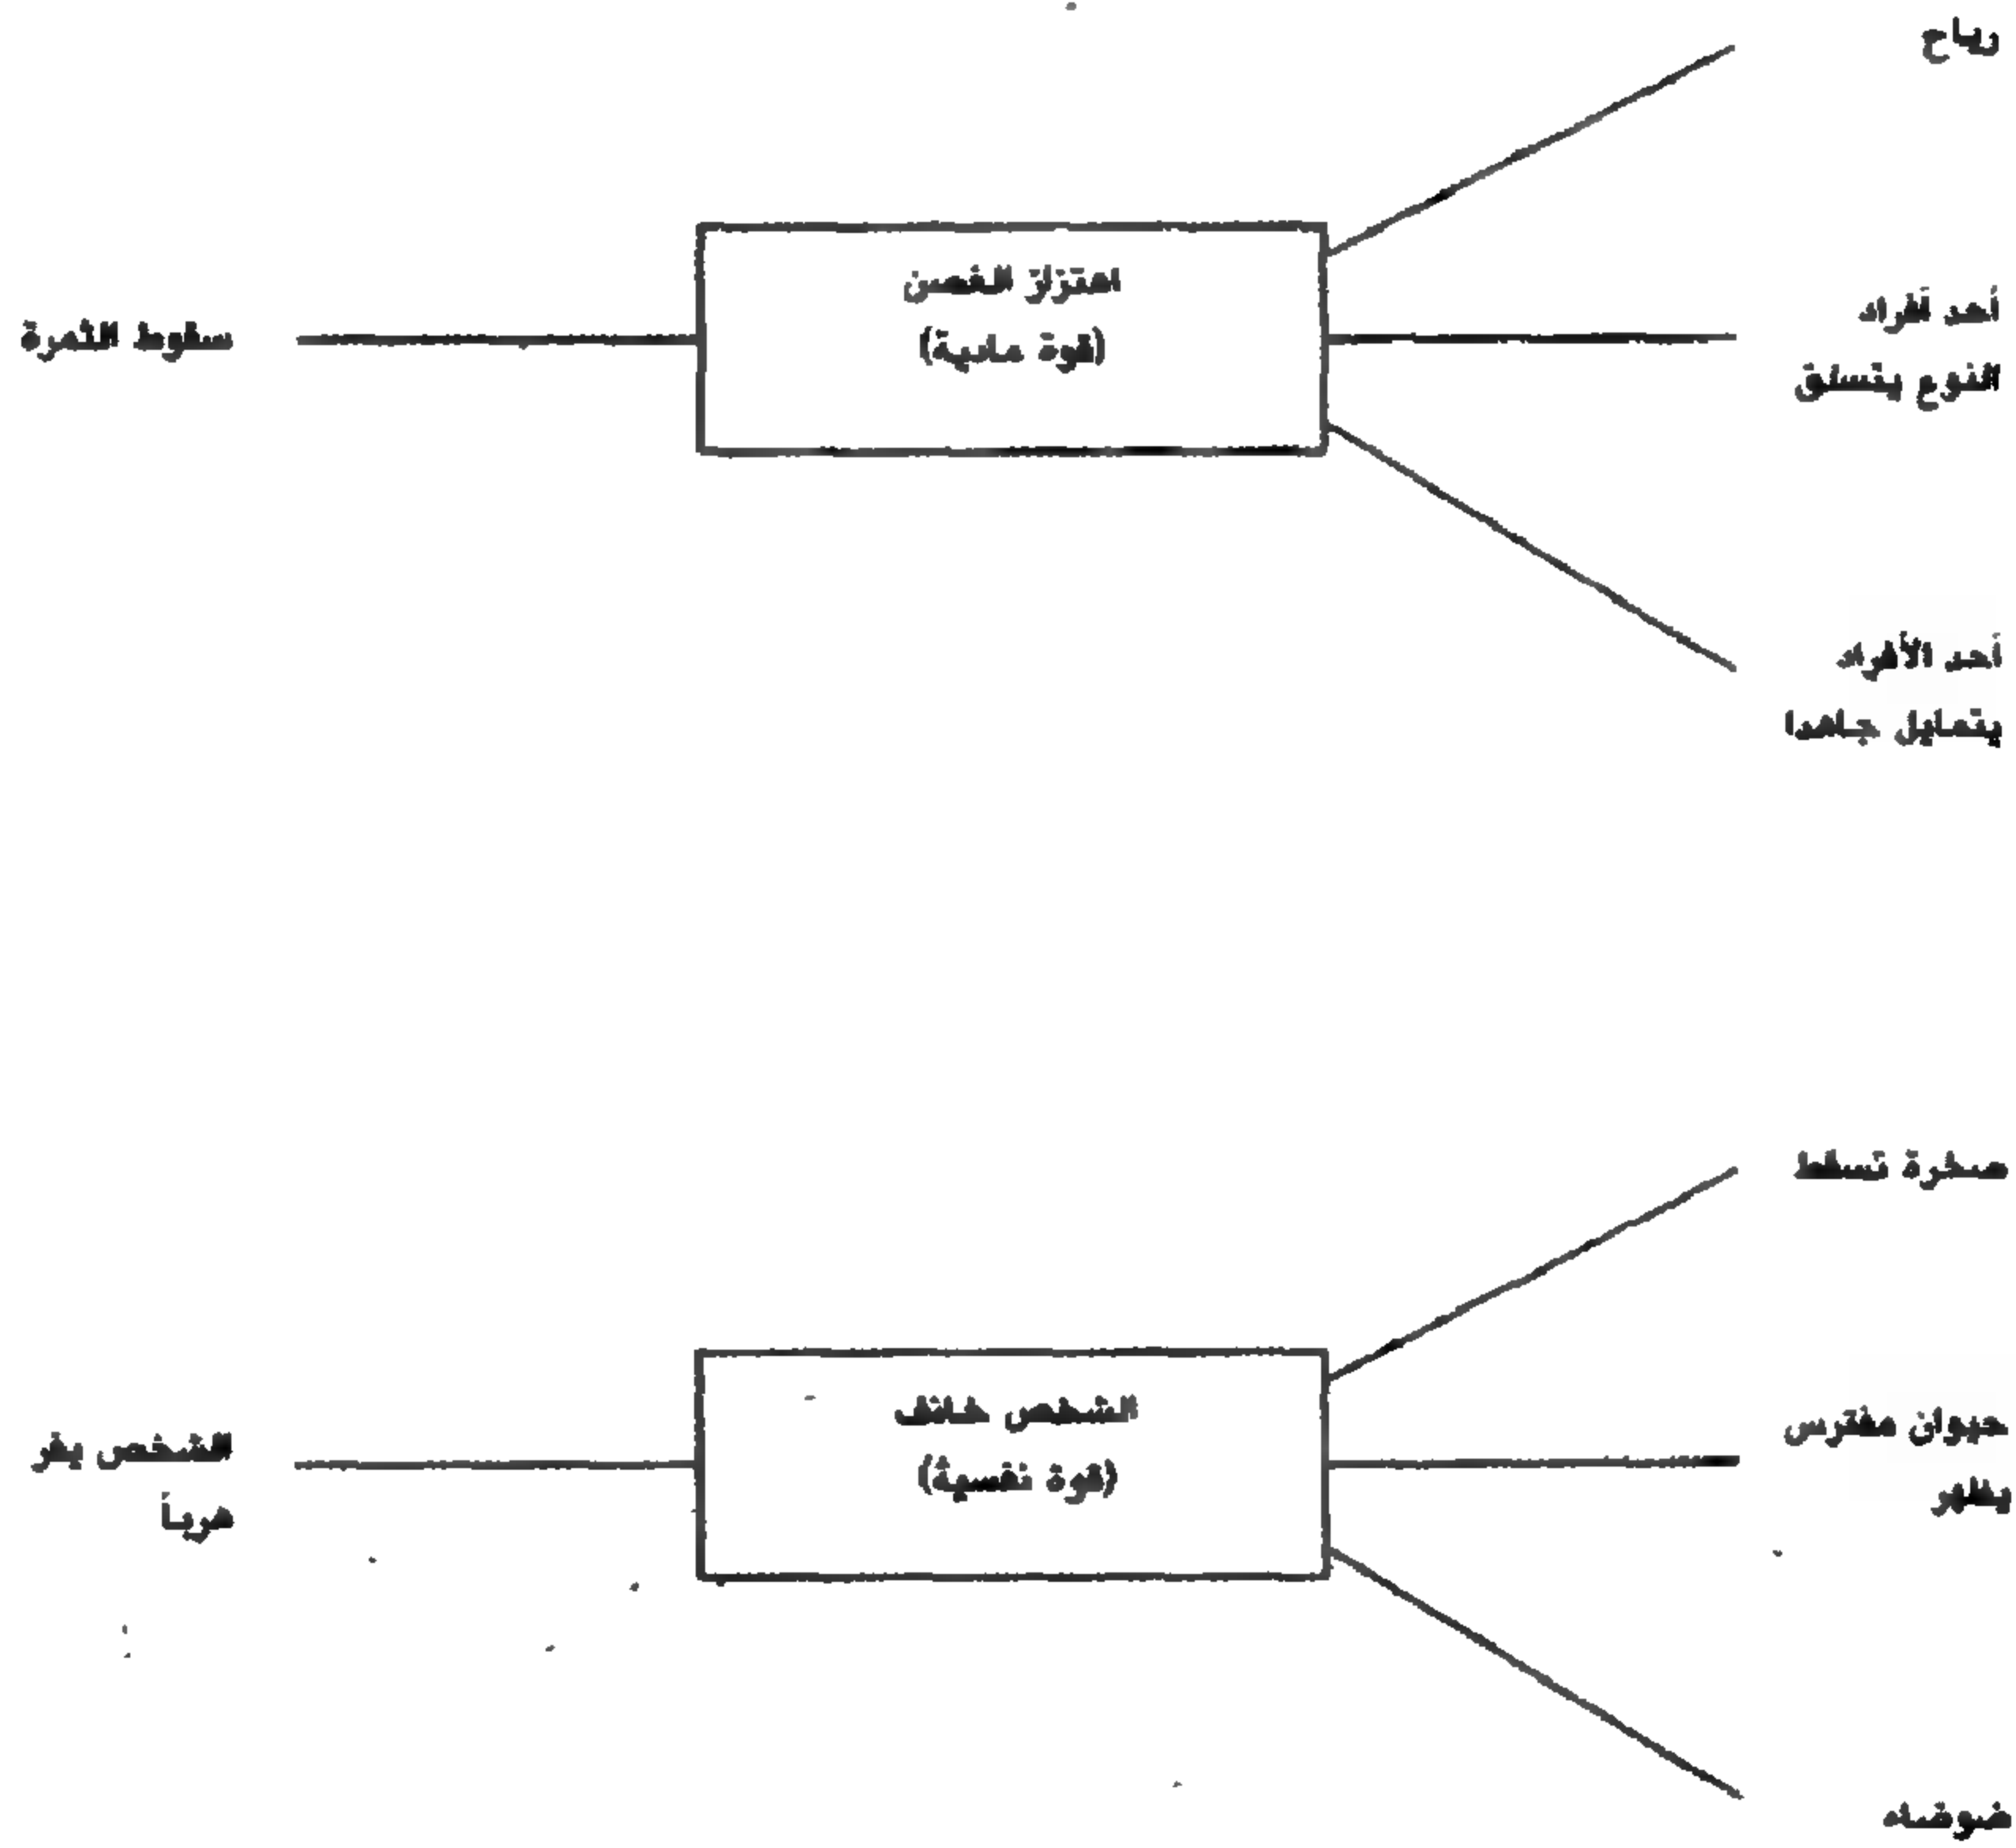 رياح
اهتزاز الغصن
(قوة مادية)
أحد أفراد
النوع يتسلق
سقوط الثمرة
أحد الأفراد
يتمايل جاهدا
صخرة تسقط
الشخص خائف
(قوة نفسية)
حيوان مفترس
يظهر
الشخص يفر
هرباً
ضوضاء